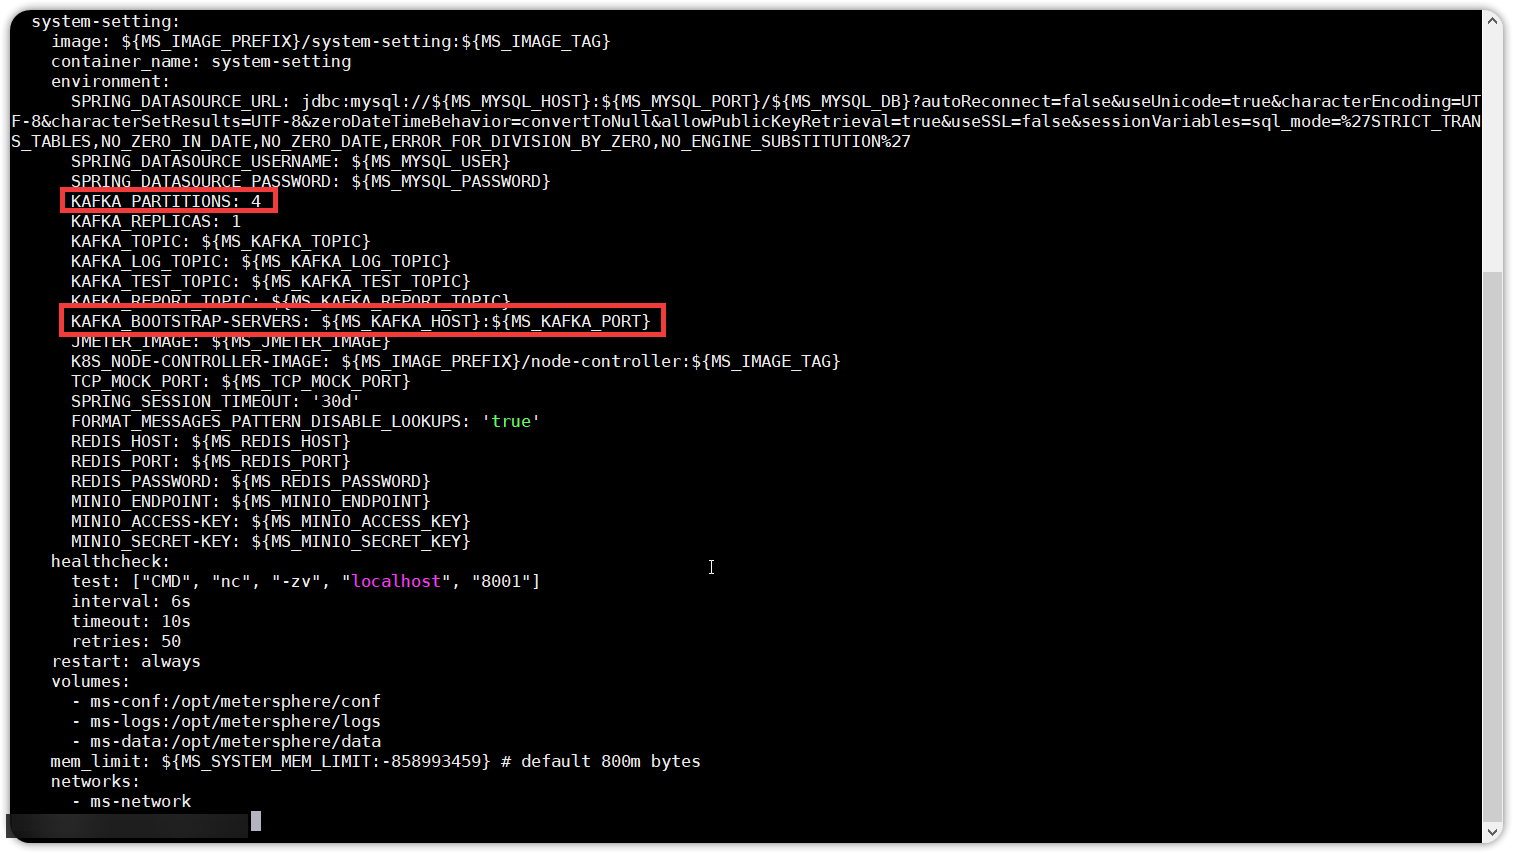 system-setting:
image: ${MS_IMAGE_PREFIX}/system-setting:${MS_IMAGE_TAG}
container_name: system-setting
environment:
SPRING_DATASOURCE_URL: jdbc:mysql://${MS_MYSQL_HOST}:${MS_MYSQL_PORT}/${MS_MYSQL_DB}?autoReconnect=false&useUnicode=true&characterEncoding=UT
F-8&characterSetResults=UTF-8&zeroDateTimeBehavior=convertToNull&allowPublicKeyRetrieval=true&useSSL=false&sessionVariables=sql_mode=%27STRICT_TRAN
S_TABLES,NO_ZERO_IN_DATE,NO_ZERO_DATE,ERROR_FOR_DIVISION_BY_ZERO,NO_ENGINE_SUBSTITUTION%27
SPRING_DATASOURCE_USERNAME: ${MS_MYSQL_USER}
SPRING_DATASOURCE_PASSWORD: ${MS_MYSQL_PASSWORD}
KAFKA_PARTITIONS: 4
KAFKA_REPLICAS: 1
KAFKA_TOPIC: ${MS_KAFKA_TOPIC}
KAFKA_LOG_TOPIC: ${MS_KAFKA_LOG_TOPIC}
KAFKA_TEST_TOPIC: ${MS_KAFKA_TEST_TOPIC}
KAFKA_REPORT_TOPIC: ${MS_KAFKA_REPORT_TOPIC}
KAFKA_BOOTSTRAP-SERVERS: ${MS_KAFKA_HOST}:${MS_KAFKA_PORT}
JMETER_IMAGE: ${MS_JMETER_IMAGE}
K8S_NODE-CONTROLLER-IMAGE: ${MS_IMAGE_PREFIX}/node-controller:${MS_IMAGE_TAG}
TCP_MOCK_PORT: ${MS_TCP_MOCK_PORT}
SPRING_SESSION_TIMEOUT: '30d'
FORMAT_MESSAGES_PATTERN_DISABLE_LOOKUPS: 'true'
REDIS_HOST: ${MS_REDIS_HOST}
REDIS_PORT: ${MS_REDIS_PORT}
REDIS_PASSWORD: ${MS_REDIS_PASSWORD}
MINIO_ENDPOINT: ${MS_MINIO_ENDPOINT}
MINIO_ACCESS-KEY: ${MS_MINIO_ACCESS_KEY}
MINIO_SECRET-KEY: ${MS_MINIO_SECRET_KEY}
healthcheck:
test: ["CMD", "nc", "-zv", "localhost", "8001"]
interval: 6s
timeout: 10s
retries: 50
restart: always
volumes:
- ms-conf:/opt/metersphere/conf
- ms-logs:/opt/metersphere/logs
- ms-data:/opt/metersphere/data
mem_limit: ${MS_SYSTEM_MEM_LIMIT:-858993459} # default 800m bytes
networks:
- ms-network